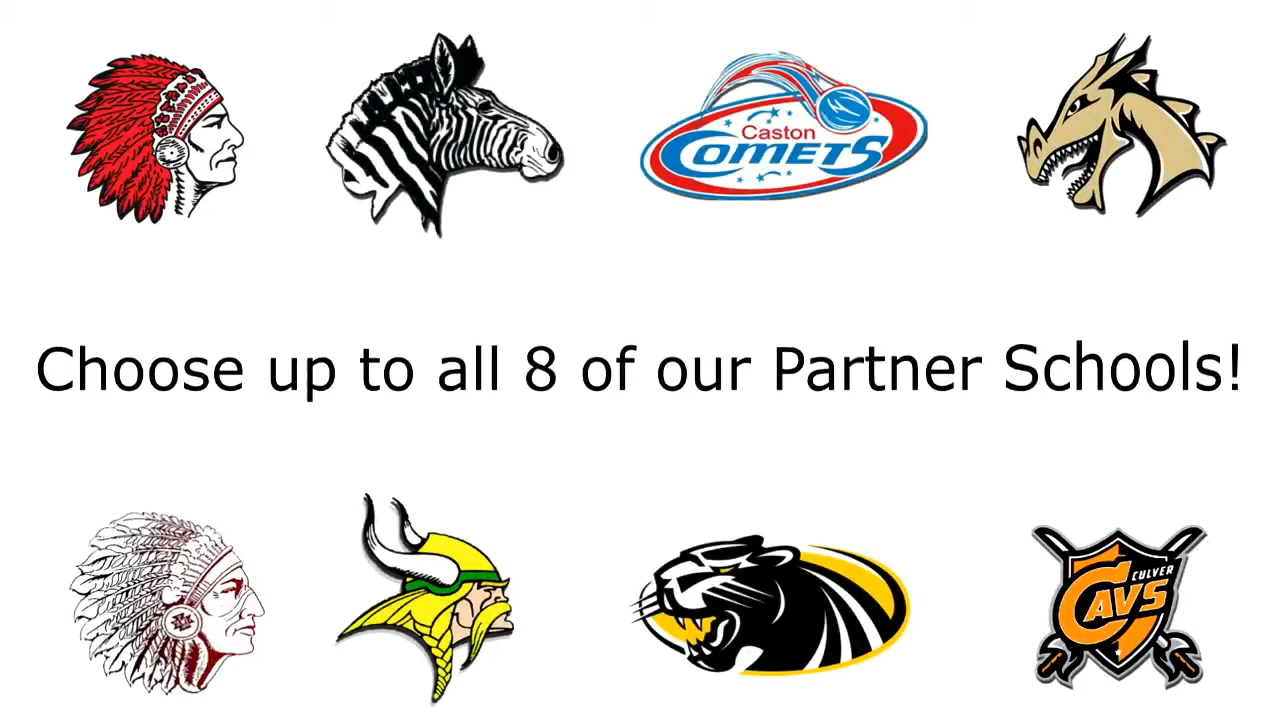 Caston
COMETS
Choose up to all 8 of our Partner Schools!
CULVER
CAVS